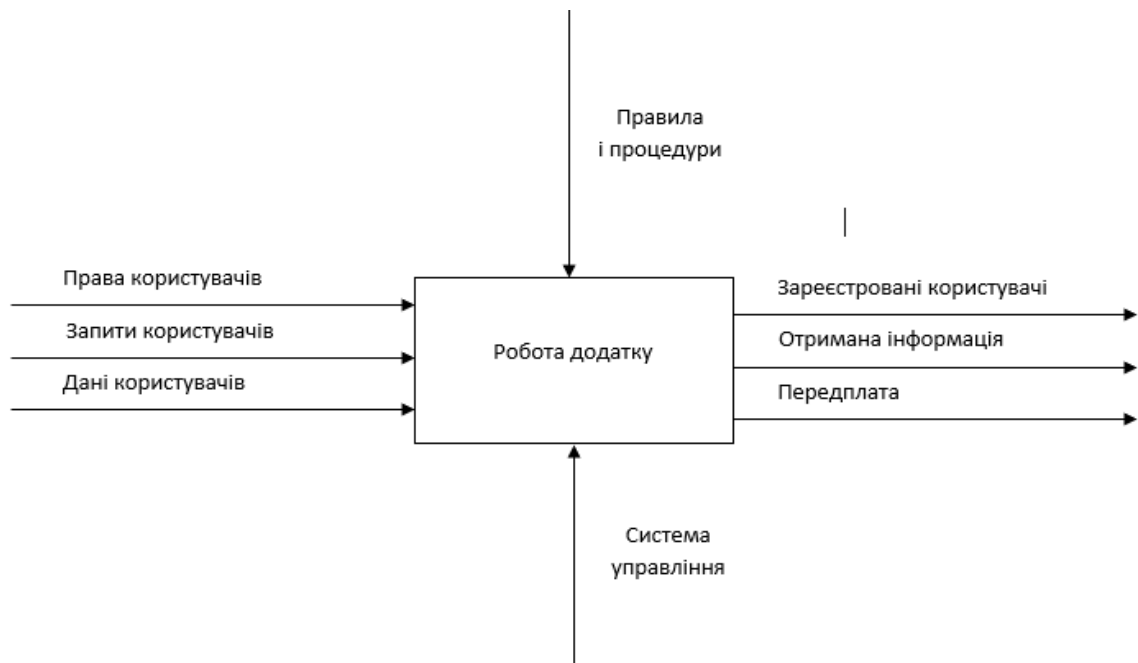 Правила
і процедури
Права користувачів
Запити користувачів
Дані користувачів
Робота додатку
Зареєстровані користувачі
Отримана інформація
Передплата
Система
управління